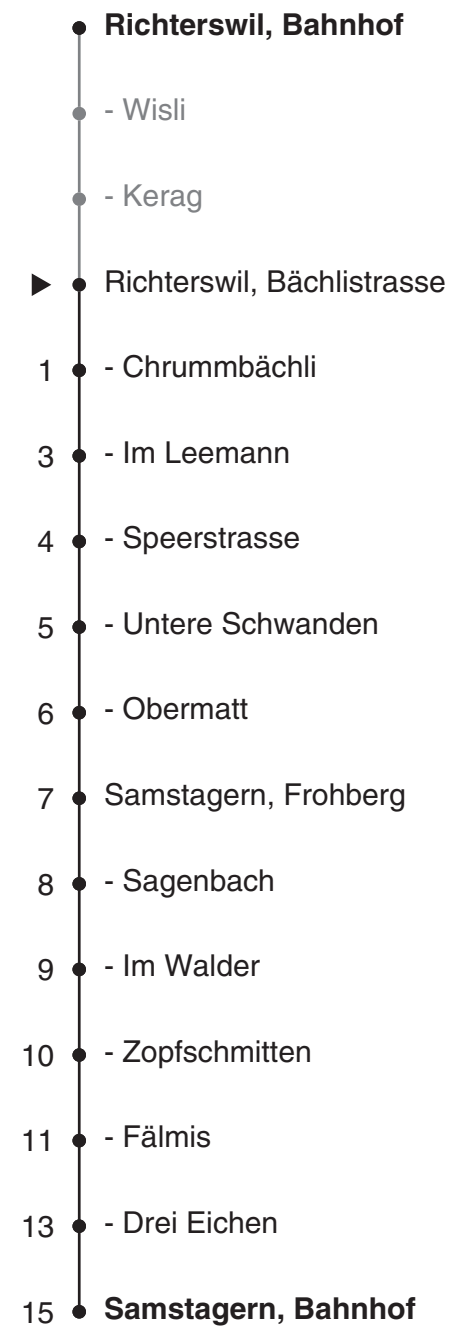 Richterswil, Bahnhof
- Wisli
- Kerag
Richterswil, Bächlistrasse
1 - Chrummbächli
3 - Im Leemann
4 - Speerstrasse
5 - Untere Schwanden
6 - Obermatt
7 Samstagern, Frohberg
8 - Sagenbach
9 - Im Walder
10 - Zopfschmitten
11 - Fälmis
13 - Drei Eichen
15 Samstagern, Bahnhof